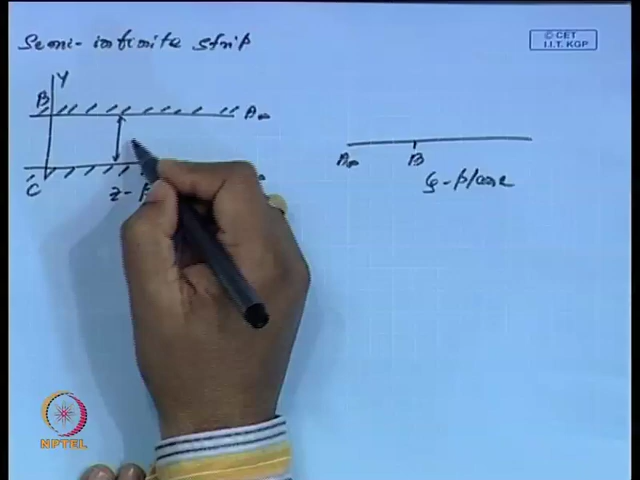 Semi-infinite strip
© CET
I.I.T. KGP
Y
B
A∞
C
z-
A∞
B
ζ-plane
NPTEL